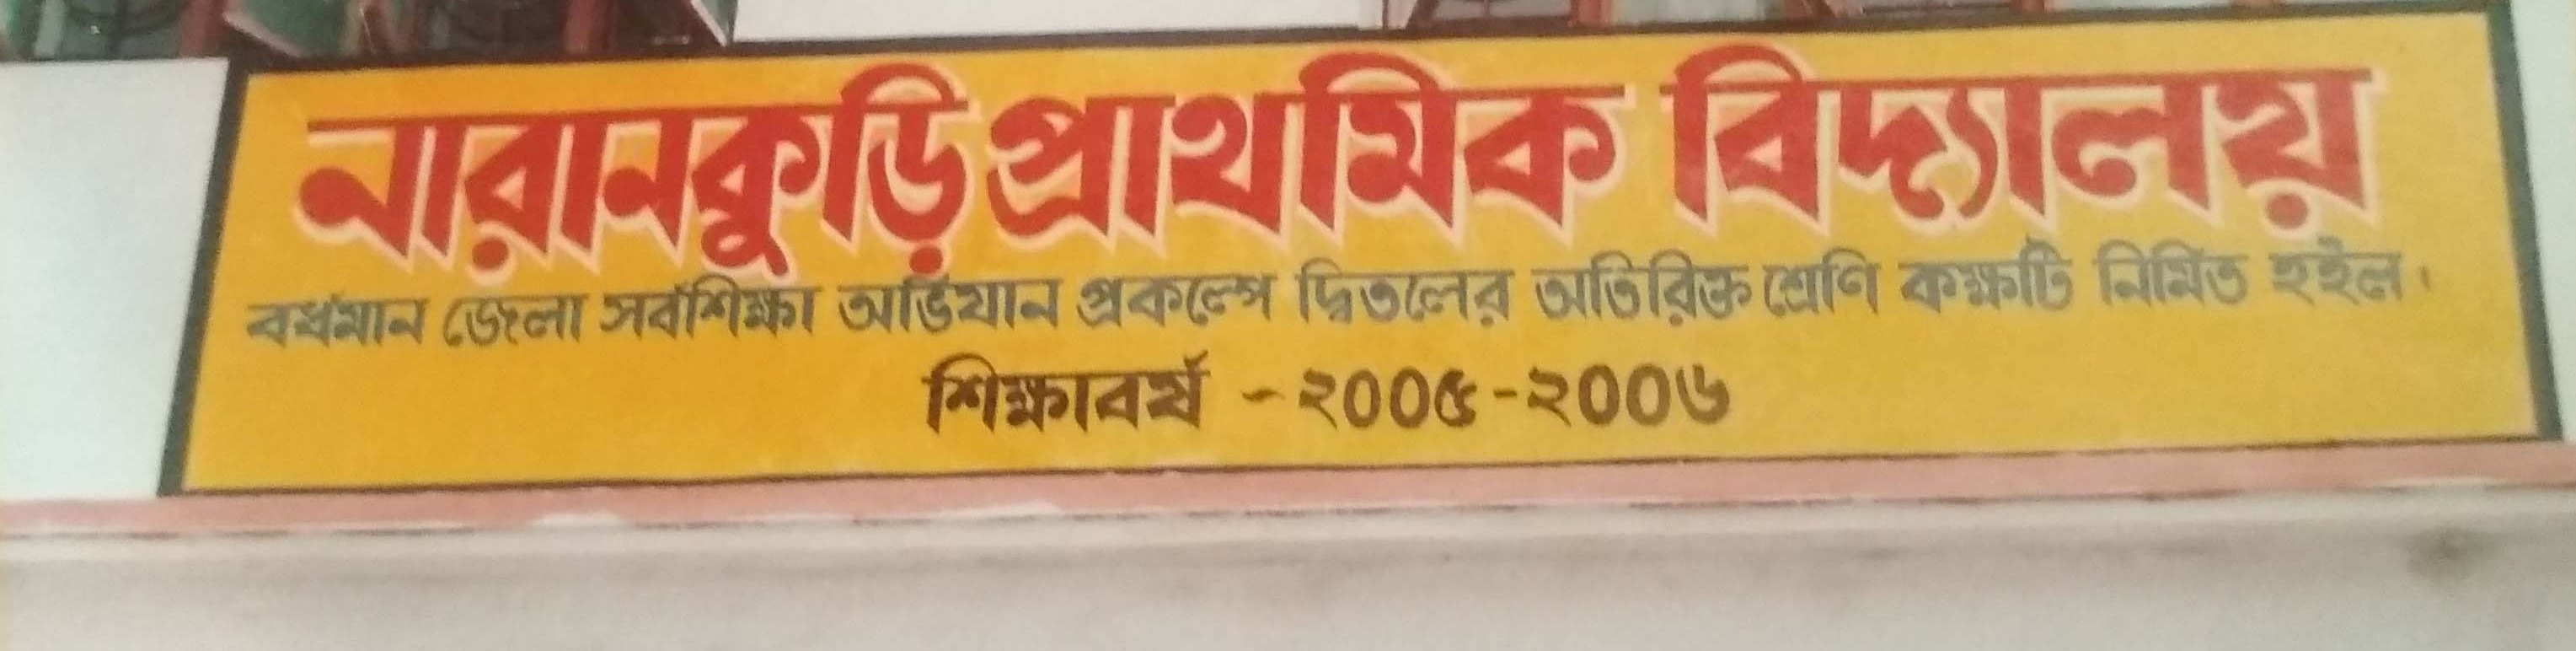 নারানকুড়ি প্রাথমিক বিদ্যালয়
বর্ধমান জেলা সর্বশিক্ষা অভিযান প্রকল্পে দ্বিতলের অতিরিক্ত শ্রেণি কক্ষটি নির্মিত হইল।
শিক্ষাবর্ষ - ২০০৫-২০০৬